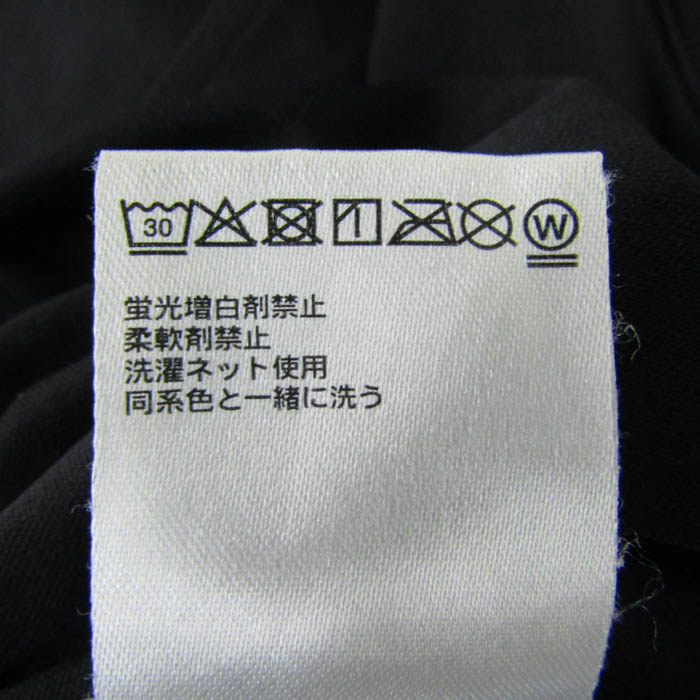 30 W
蛍光増白剤禁止
柔軟剤禁止
洗濯ネット使用
同系色と一緒に洗う